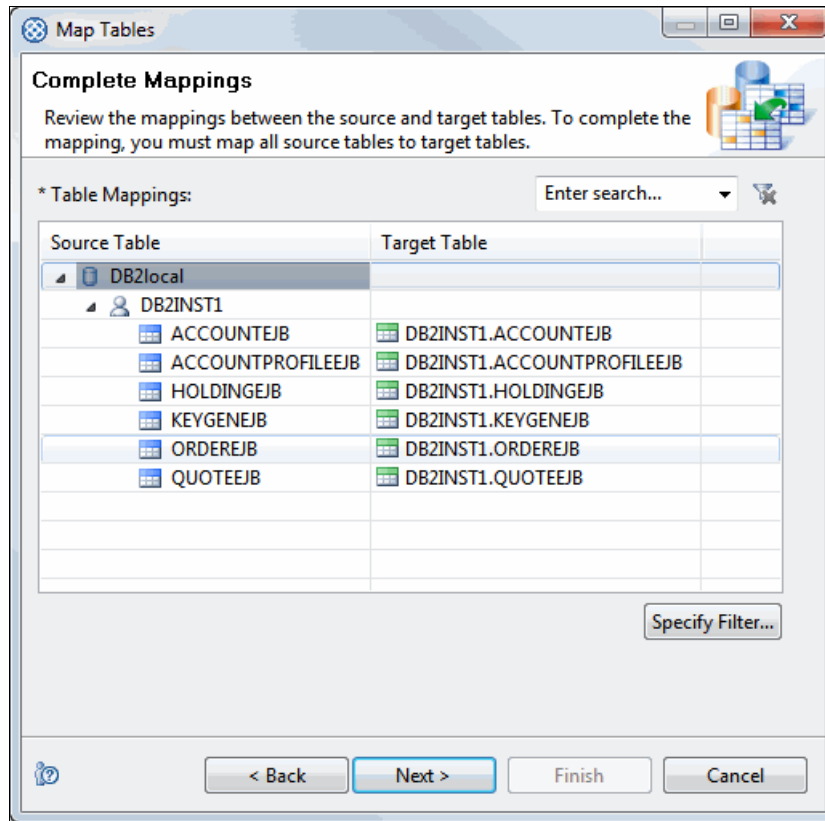 Map Tables
Complete Mappings
Review the mappings between the source and target tables. To complete the
mapping, you must map all source tables to target tables.
* Table Mappings: Enter search...
Source Table Target Table
DB2local
DB2INST1
ACCOUNTEJB DB2INST1.ACCOUNTEJB
ACCOUNTPROFILEEJB DB2INST1.ACCOUNTPROFILEEJB
HOLDINGEJB DB2INST1.HOLDINGEJB
KEYGENEJB DB2INST1.KEYGENEJB
ORDEREJB DB2INST1.ORDEREJB
QUOTEEJB DB2INST1.QUOTEEJB
Specify Filter...
< Back Next > Finish Cancel